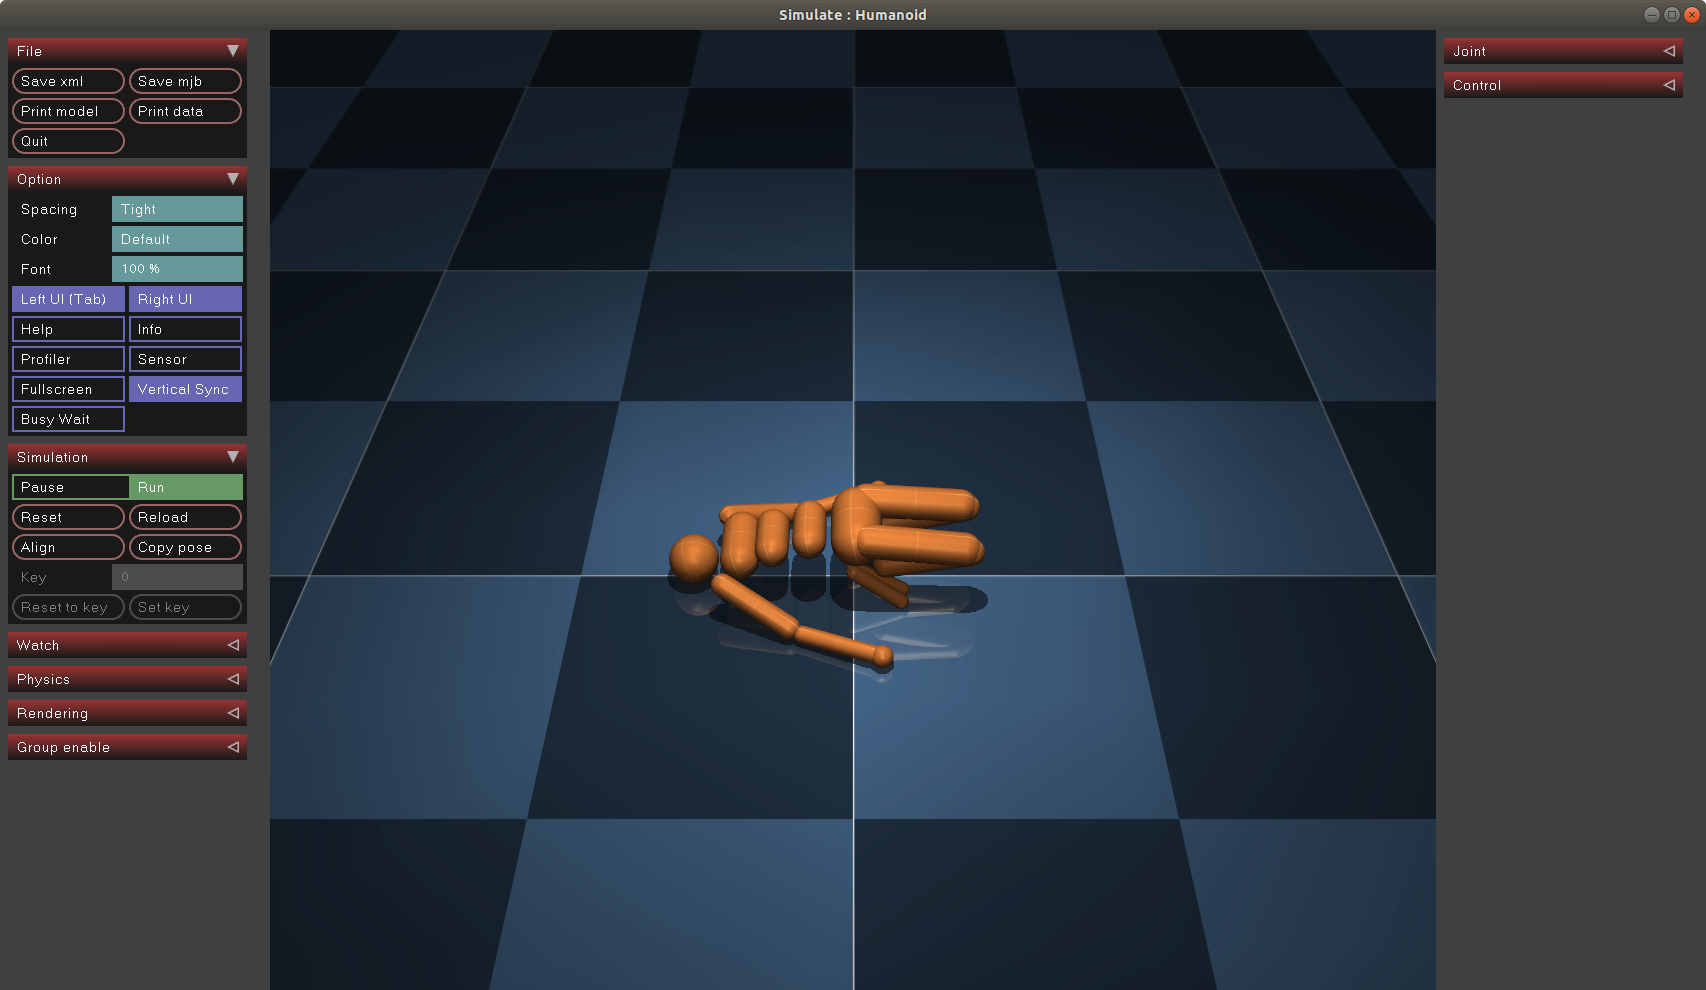 Simulate : Humanoid
File
Save xml Save mjb
Print model Print data
Quit
Option
Spacing Tight
Color Default
Font 100 %
Left UI (Tab) Right UI
Help Info
Profiler Sensor
Fullscreen Vertical Sync
Busy Wait
Simulation
Pause Run
Reset Reload
Align Copy pose
Key 0
Reset to key Set key
Watch
Physics
Rendering
Group enable
Joint
Control